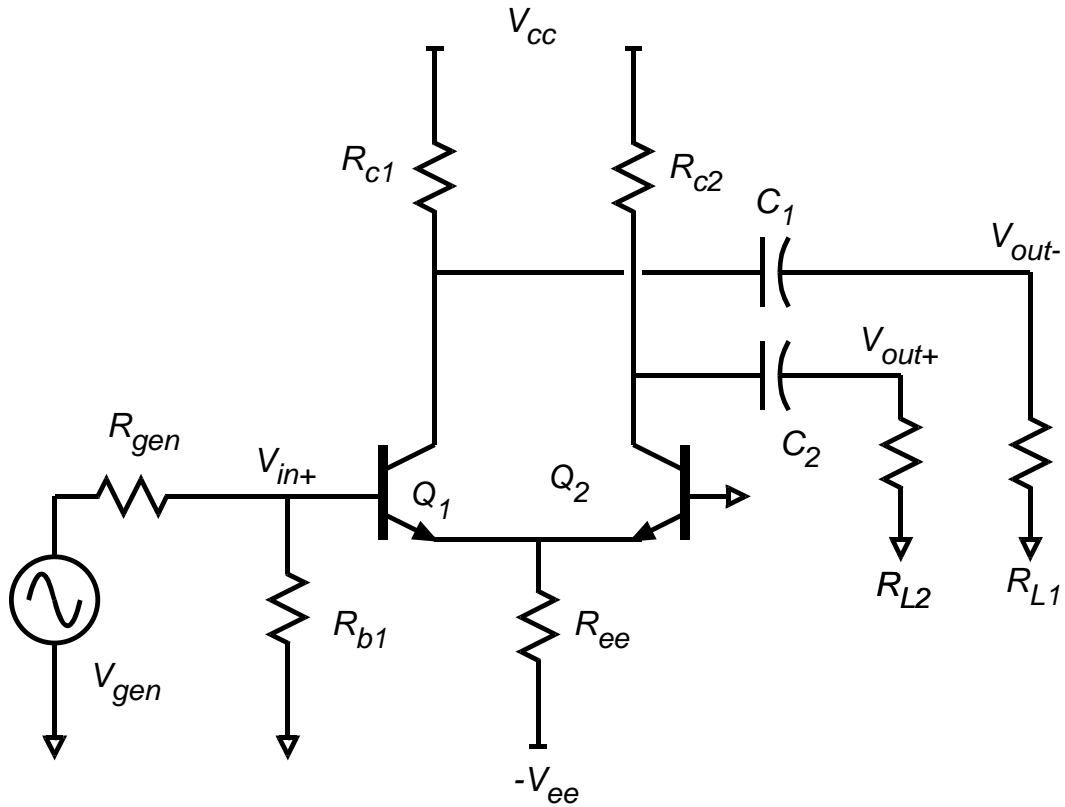 Vcc
Rc1
Rc2
C1
Vout-
Vout+
Rgen
Vin+
Q1
Q2
C2
RL2
RL1
Rb1
Ree
Vgen
-Vee